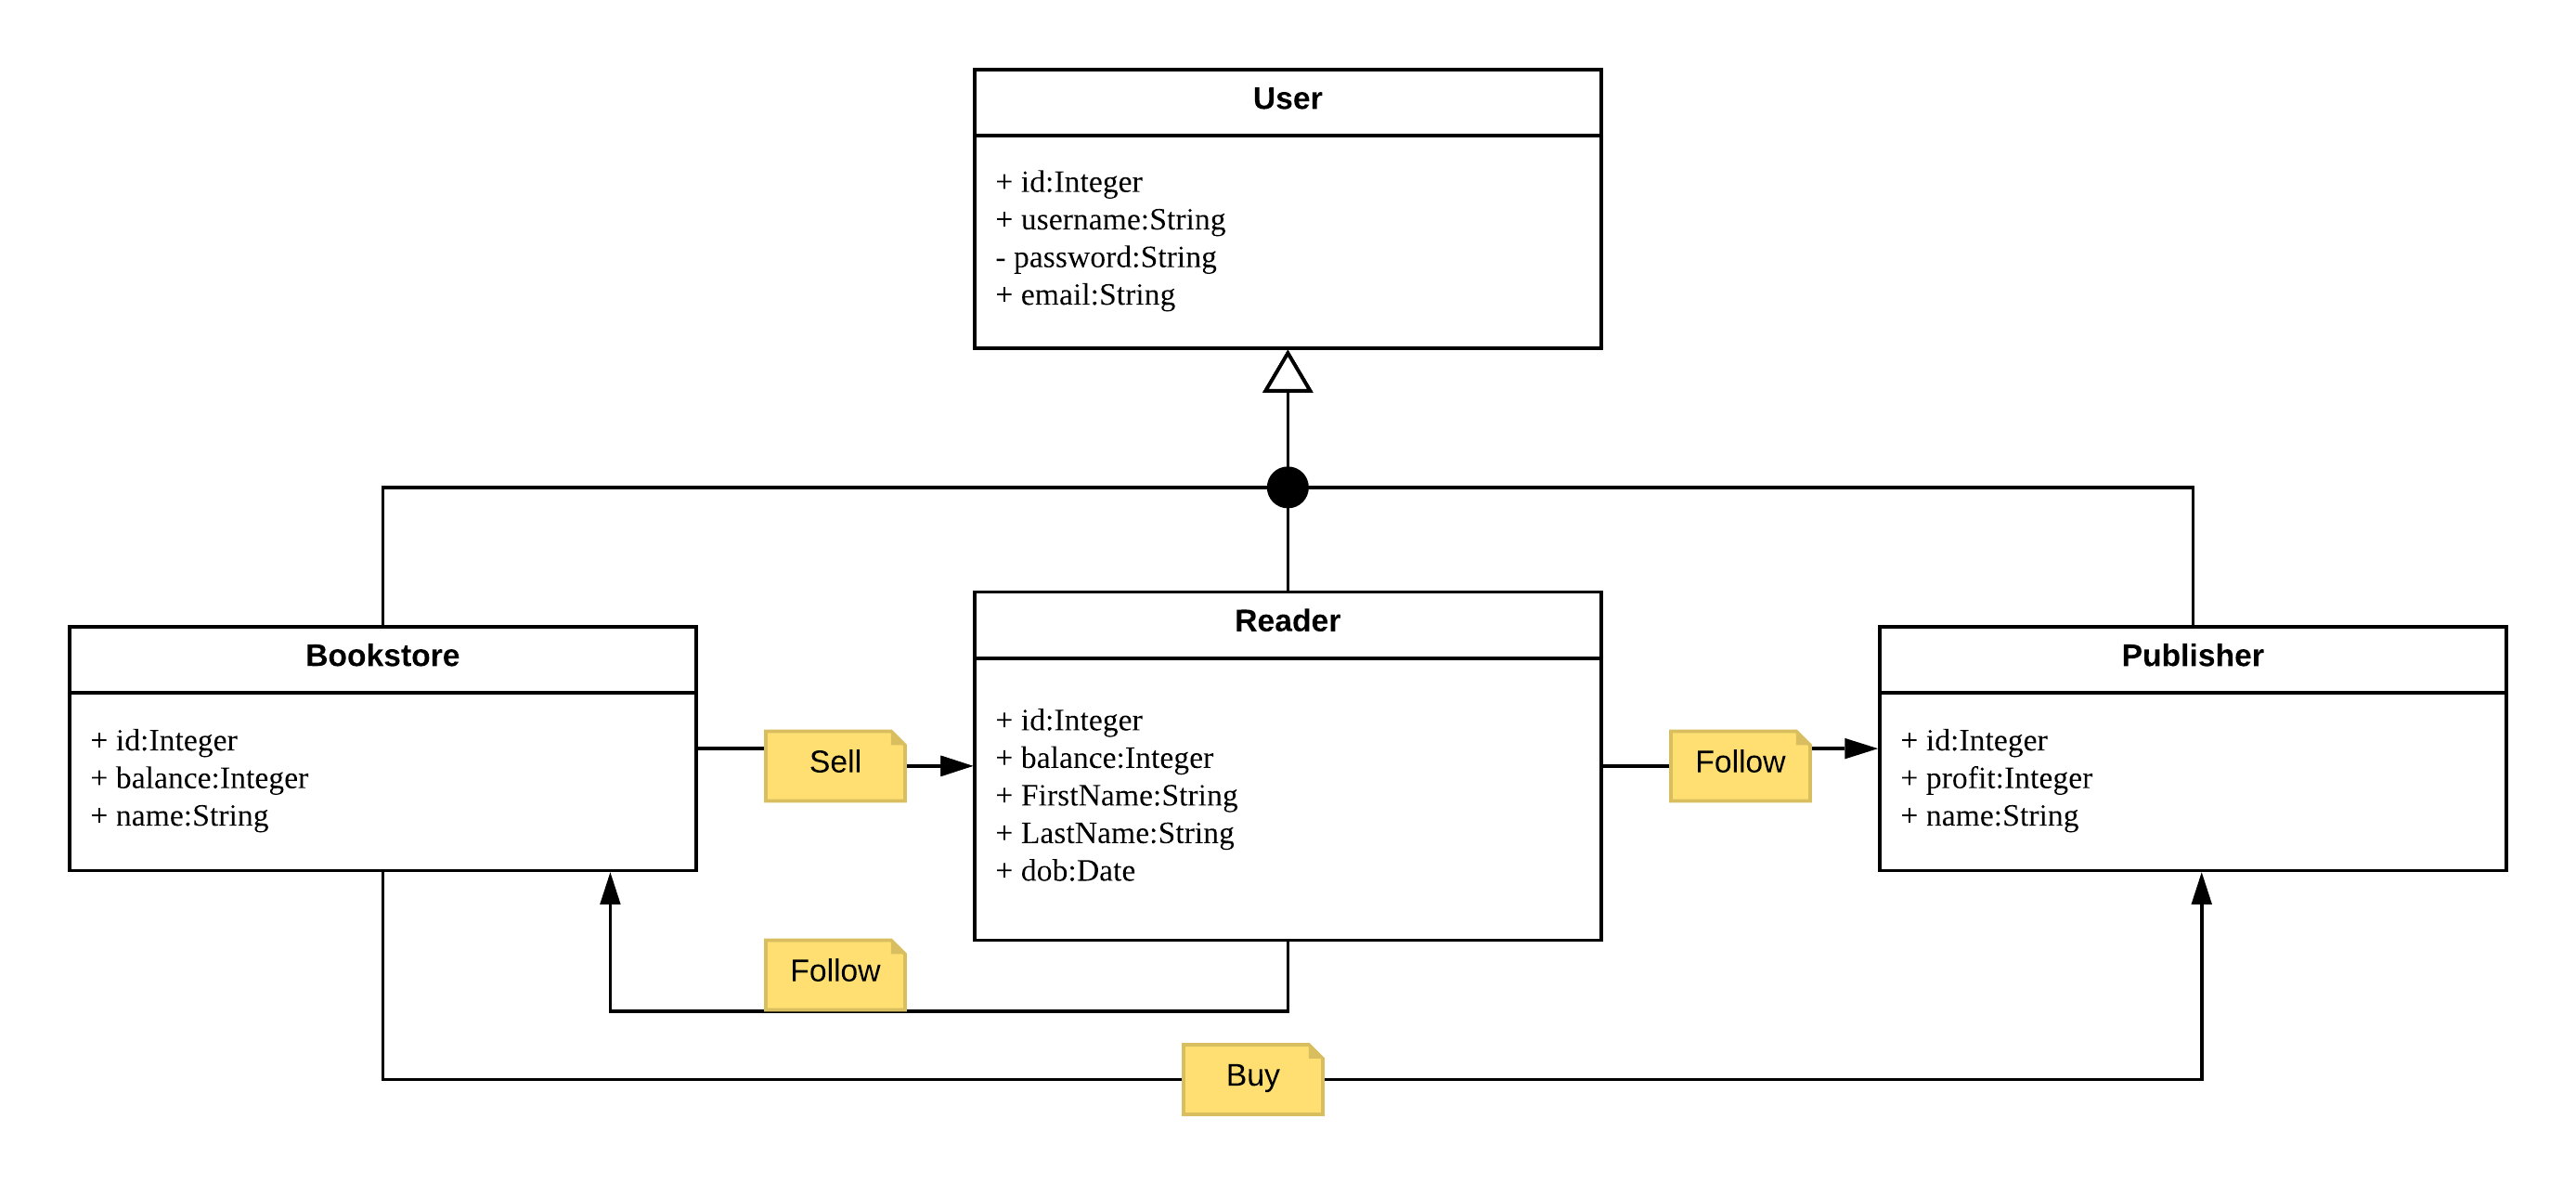 User
+ id:Integer
+ username:String
- password:String
+ email:String
Bookstore
+ id:Integer
+ balance:Integer
+ name:String
Sell
Reader
+ id:Integer
+ balance:Integer
+ FirstName:String
+ LastName:String
+ dob:Date
Follow
Publisher
+ id:Integer
+ profit:Integer
+ name:String
Follow
Buy